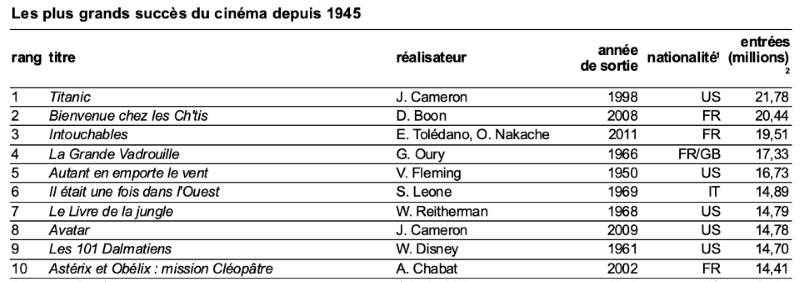 Les plus grands succès du cinéma depuis 1945
rang titre réalisateur année de sortie nationalité¹ entrées (millions) ²
1 Titanic J. Cameron 1998 US 21,78
2 Bienvenue chez les Ch'tis D. Boon 2008 FR 20,44
3 Intouchables E. Tolédano, O. Nakache 2011 FR 19,51
4 La Grande Vadrouille G. Oury 1966 FR/GB 17,33
5 Autant en emporte le vent V. Fleming 1950 US 16,73
6 Il était une fois dans l'Ouest S. Leone 1969 IT 14,89
7 Le Livre de la jungle W. Reitherman 1968 US 14,79
8 Avatar J. Cameron 2009 US 14,78
9 Les 101 Dalmatiens W. Disney 1961 US 14,70
10 Astérix et Obélix : mission Cléopâtre A. Chabat 2002 FR 14,41